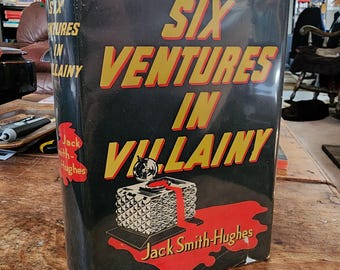 SIX
VENTURES
IN
VILLAINY
Jack
Smith-
Hughes
SIX
VENTURES
IN
VILLAINY
Jack Smith-Hughes